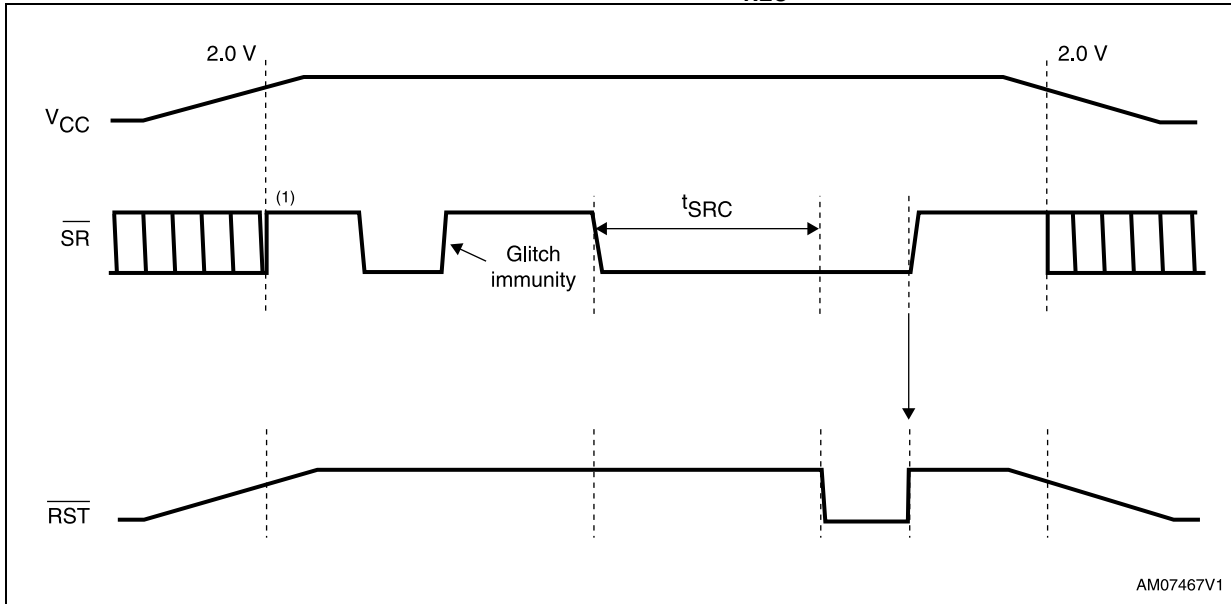 2.0 V
2.0 V
VCC
(1)
tSRC
SR
Glitch
immunity
RST
AM07467V1